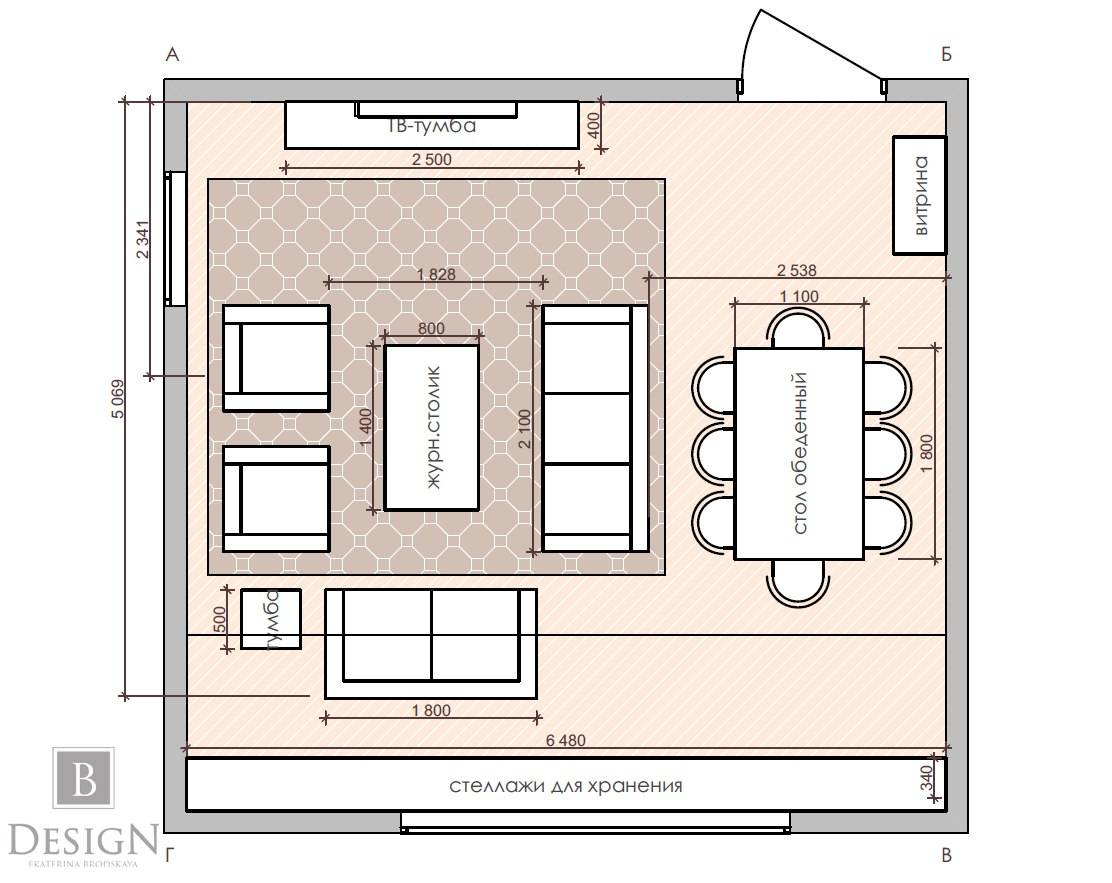 А
Б
ТВ-тумба
400
2 500
витрина
2 341
1 828
2 538
1 100
800
5 069
журн.столик
1 400
2 100
стол обеденный
1 800
500
тумба
1 800
6 480
стеллажи для хранения
340
B
DESIGN
EKATERINA BRODSKAYA
Г
В